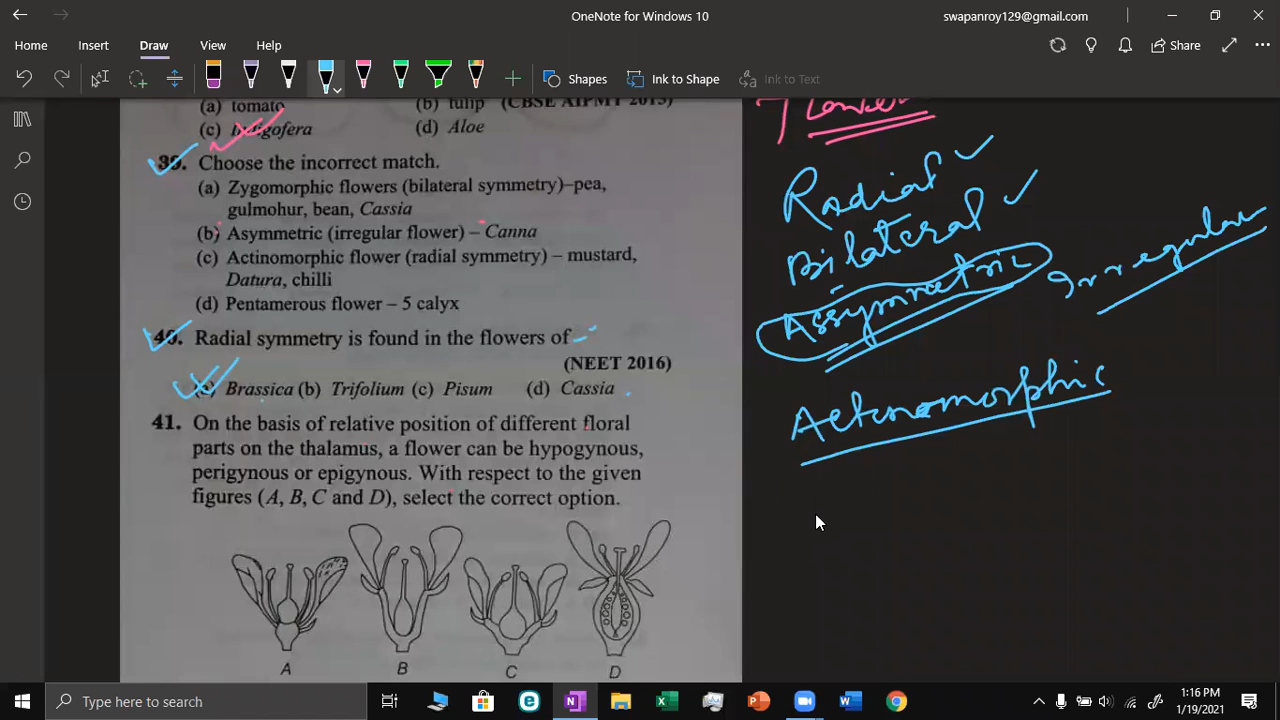 OneNote for Windows 10
swapanroy129@gmail.com
Home Insert Draw View Help
Share
Shapes Ink to Shape Ink to Text
(a) tomato (b) tulip (CBSE AIPMT 2013)
(c) Indigofera (d) Aloe
39. Choose the incorrect match.
(a) Zygomorphic flowers (bilateral symmetry)–pea,
gulmohur, bean, Cassia
(b) Asymmetric (irregular flower) – Canna
(c) Actinomorphic flower (radial symmetry) – mustard,
Datura, chilli
(d) Pentamerous flower – 5 calyx
40. Radial symmetry is found in the flowers of
(NEET 2016)
(a) Brassica (b) Trifolium (c) Pisum (d) Cassia
41. On the basis of relative position of different floral
parts on the thalamus, a flower can be hypogynous,
perigynous or epigynous. With respect to the given
figures (A, B, C and D), select the correct option.
A B C D
Flower
Radial
Bilateral
Assymmetric Irregular
Actenomorphic
Type here to search
1:16 PM
1/19/2021